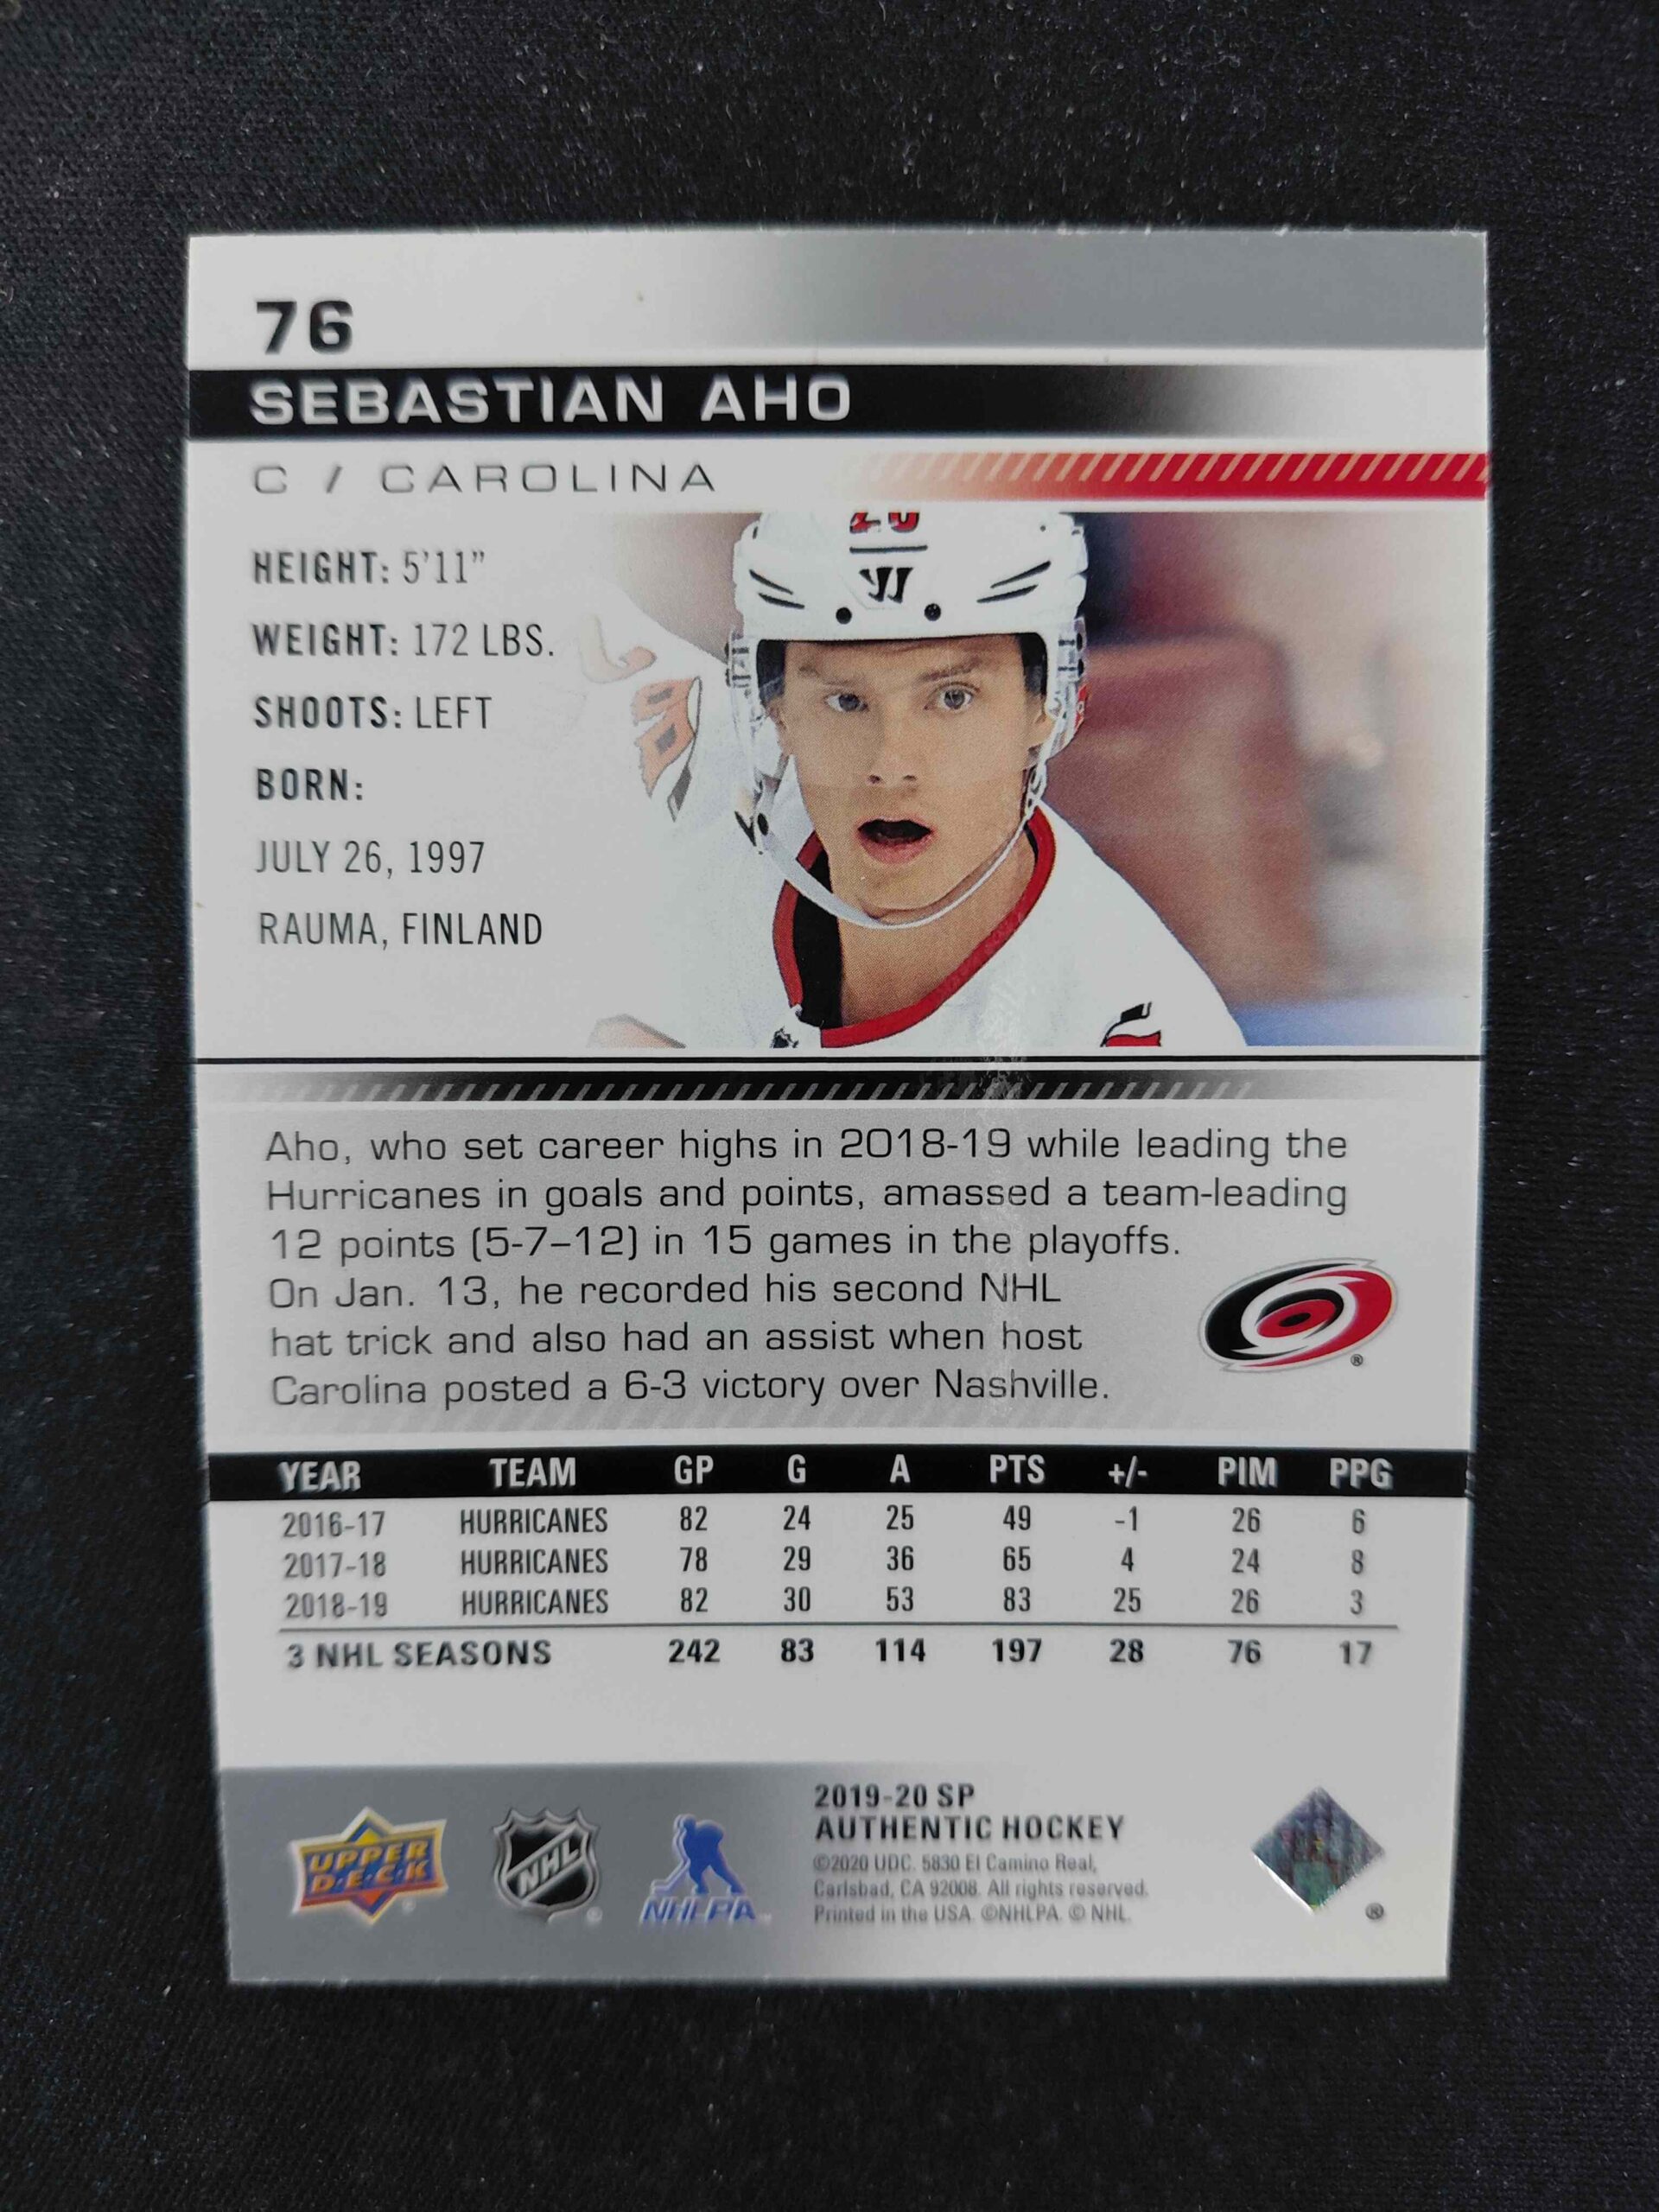 76
SEBASTIAN AHO
C / CAROLINA
HEIGHT: 5'11"
WEIGHT: 172 LBS.
SHOOTS: LEFT
BORN:
JULY 26, 1997
RAUMA, FINLAND
20
Aho, who set career highs in 2018-19 while leading the
Hurricanes in goals and points, amassed a team-leading
12 points (5-7–12) in 15 games in the playoffs.
On Jan. 13, he recorded his second NHL
hat trick and also had an assist when host
Carolina posted a 6-3 victory over Nashville.
®
YEAR TEAM GP G A PTS +/- PIM PPG
2016-17 HURRICANES 82 24 25 49 -1 26 6
2017-18 HURRICANES 78 29 36 65 4 24 8
2018-19 HURRICANES 82 30 53 83 25 26 3
3 NHL SEASONS 242 83 114 197 28 76 17
UPPER
DECK
NHL
NHLPA
2019-20 SP
AUTHENTIC HOCKEY
©2020 UDC. 5830 El Camino Real,
Carlsbad, CA 92008. All rights reserved.
Printed in the USA. ©NHLPA. © NHL.
®